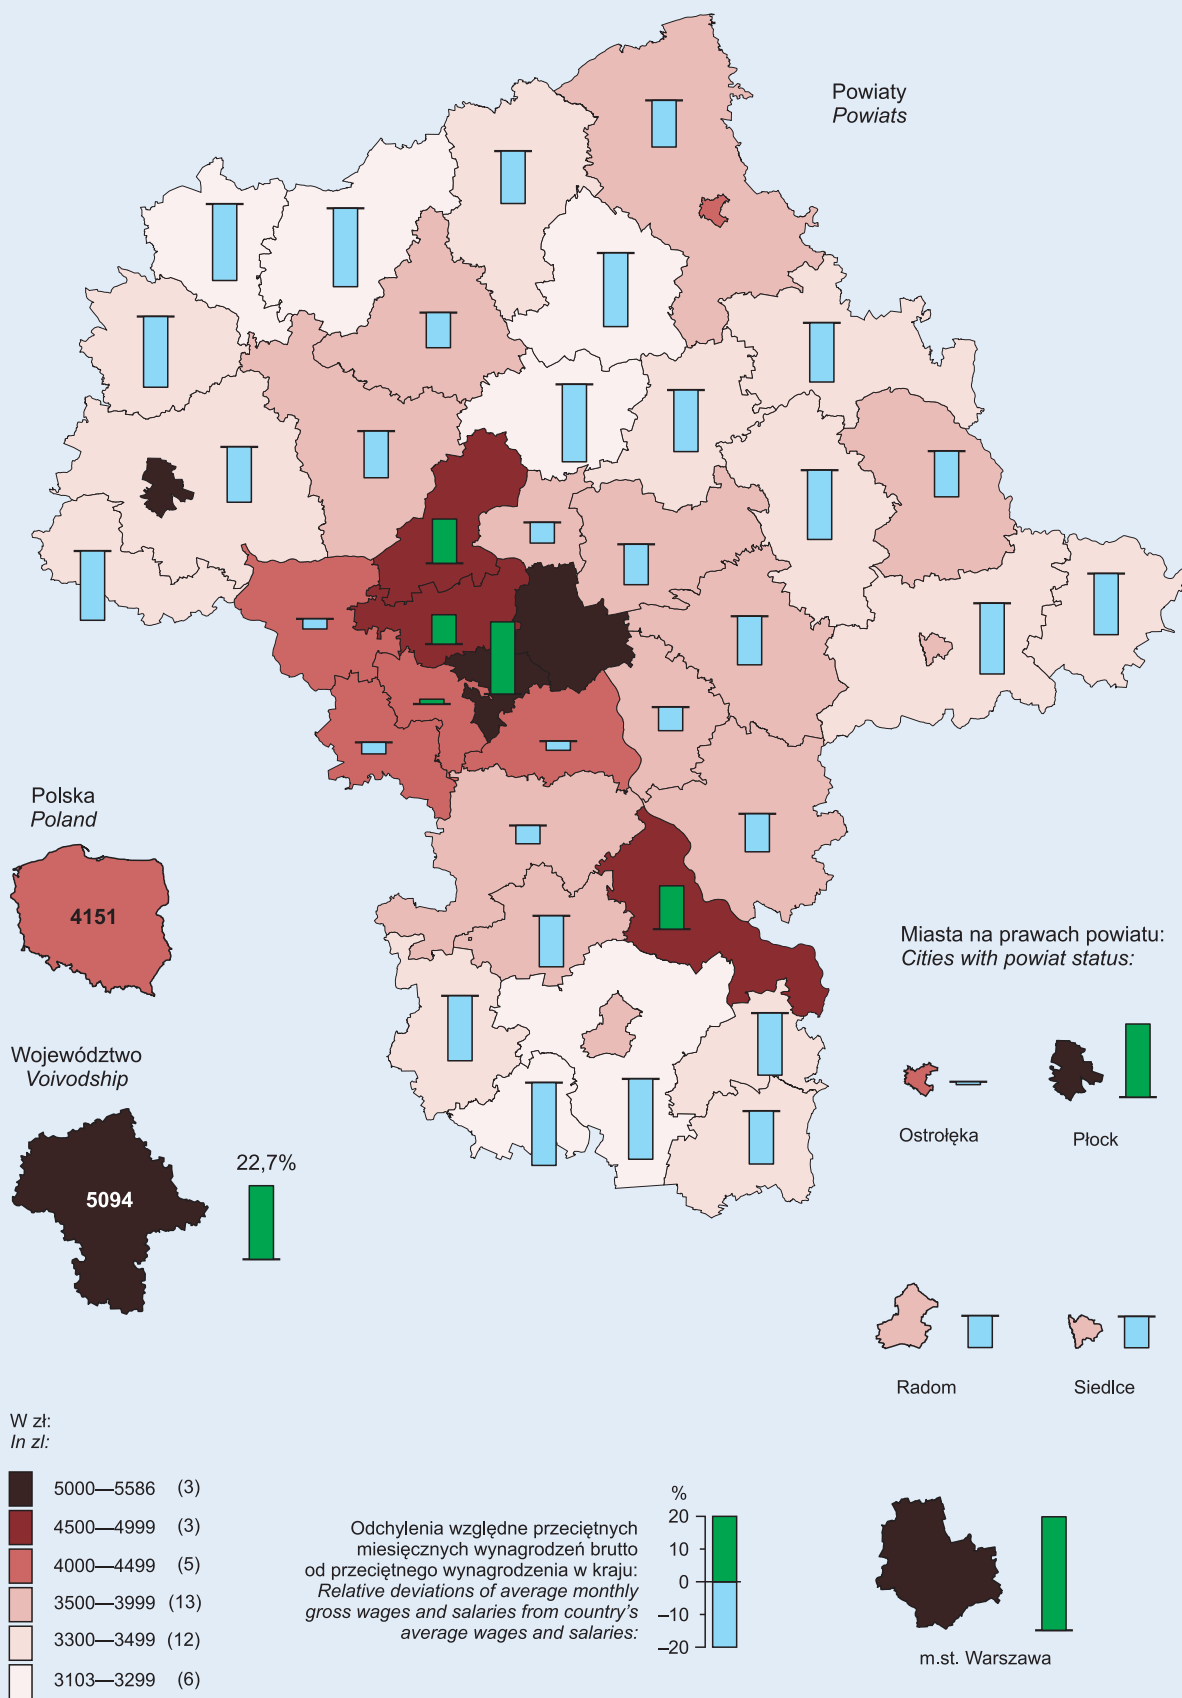 Powiaty
Powiats
Polska
Poland
4151
Województwo
Voivodship
5094
22,7%
Miasta na prawach powiatu:
Cities with powiat status:
Ostrołęka
Płock
Radom
Siedlce
m.st. Warszawa
W zł:
In zl:
5000—5586 (3)
4500—4999 (3)
4000—4499 (5)
3500—3999 (13)
3300—3499 (12)
3103—3299 (6)
Odchylenia względne przeciętnych
miesięcznych wynagrodzeń brutto
od przeciętnego wynagrodzenia w kraju:
Relative deviations of average monthly
gross wages and salaries from country's
average wages and salaries:
%
20
10
0
–10
–20